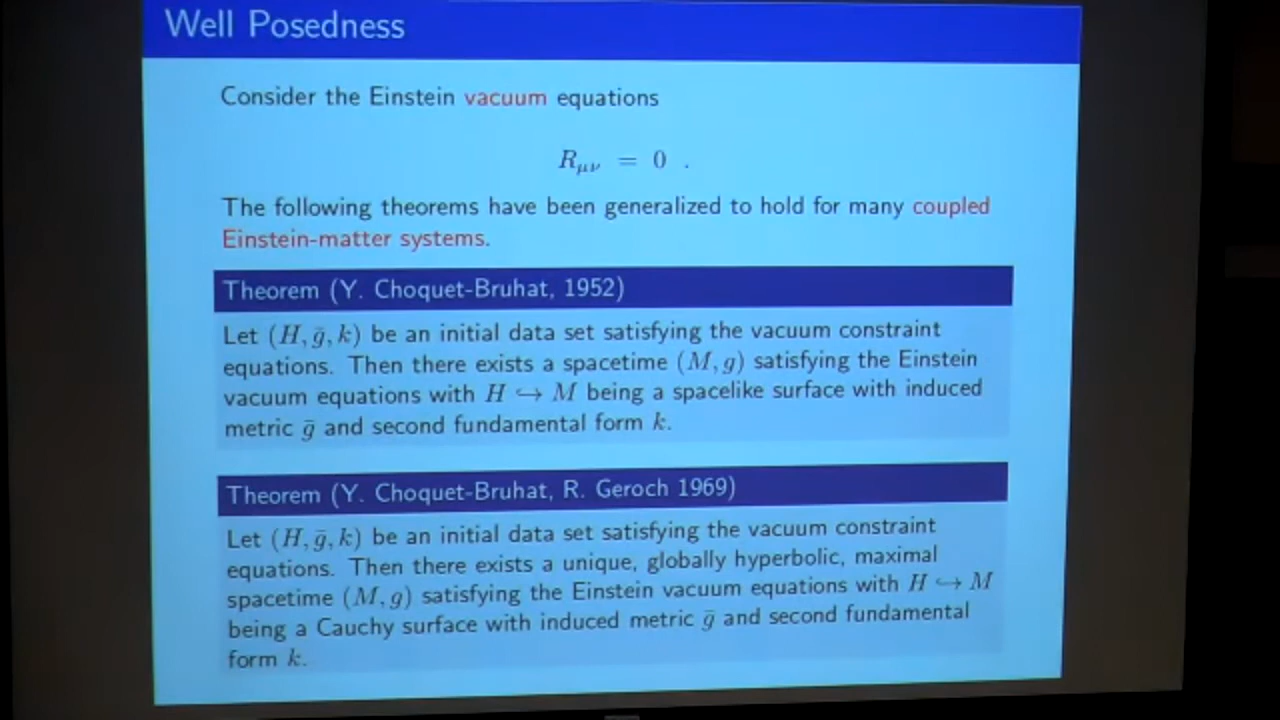 Well Posedness
Consider the Einstein vacuum equations
R_{μν} = 0 .
The following theorems have been generalized to hold for many coupled
Einstein-matter systems.
Theorem (Y. Choquet-Bruhat, 1952)
Let (H, ḡ, k) be an initial data set satisfying the vacuum constraint
equations. Then there exists a spacetime (M, g) satisfying the Einstein
vacuum equations with H ↪ M being a spacelike surface with induced
metric ḡ and second fundamental form k.
Theorem (Y. Choquet-Bruhat, R. Geroch 1969)
Let (H, ḡ, k) be an initial data set satisfying the vacuum constraint
equations. Then there exists a unique, globally hyperbolic, maximal
spacetime (M, g) satisfying the Einstein vacuum equations with H ↪ M
being a Cauchy surface with induced metric ḡ and second fundamental
form k.